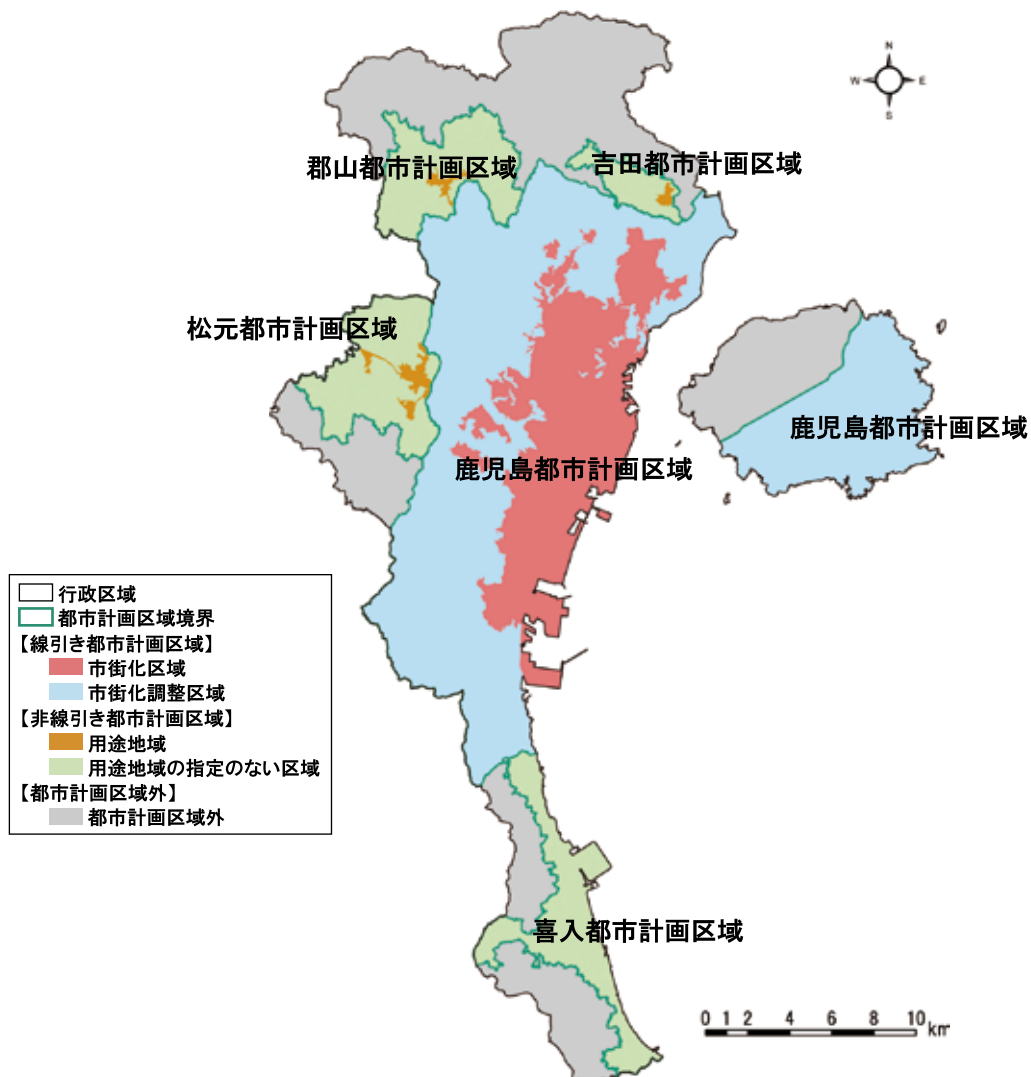 N
W
E
S
郡山都市計画区域
吉田都市計画区域
松元都市計画区域
鹿児島都市計画区域
鹿児島都市計画区域
行政区域
都市計画区域境界
【線引き都市計画区域】
市街化区域
市街化調整区域
【非線引き都市計画区域】
用途地域
用途地域の指定のない区域
【都市計画区域外】
都市計画区域外
喜入都市計画区域
0 1 2 4 6 8 10 km